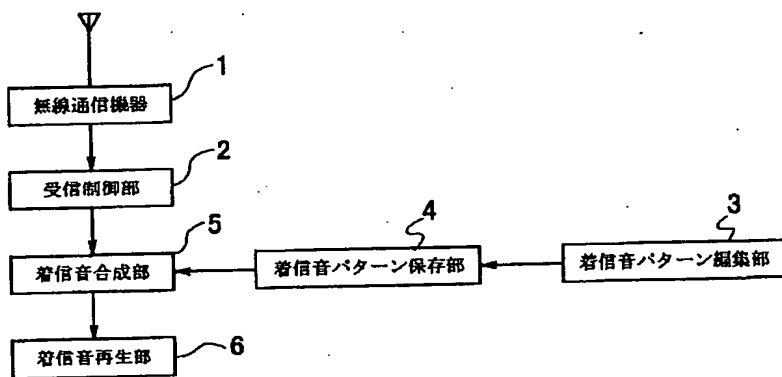 1
無線通信機器
2
受信制御部
5
着信音合成部
4
着信音パターン保存部
3
着信音パターン編集部
着信音再生部
6